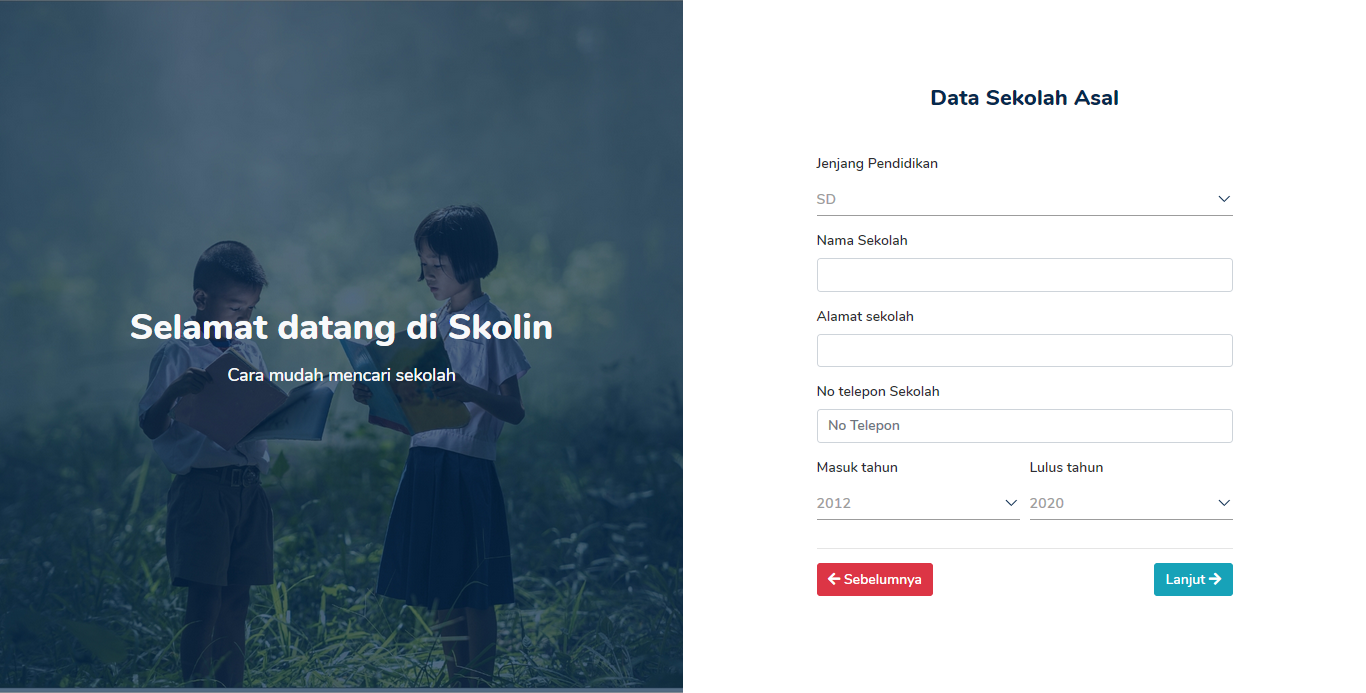 Selamat datang di Skolin
Cara mudah mencari sekolah
Data Sekolah Asal
Jenjang Pendidikan
SD
Nama Sekolah
Alamat sekolah
No telepon Sekolah
No Telepon
Masuk tahun Lulus tahun
2012 2020
Sebelumnya Lanjut